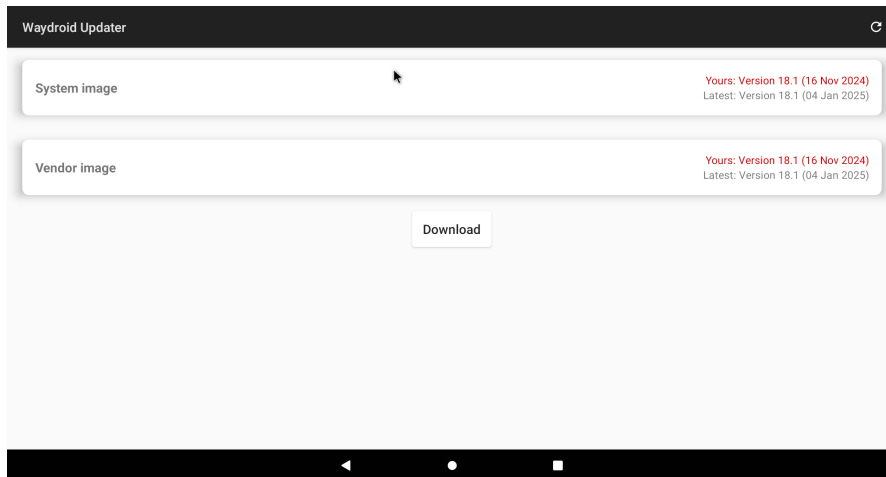 Waydroid Updater
System image
Yours: Version 18.1 (16 Nov 2024)
Latest: Version 18.1 (04 Jan 2025)
Vendor image
Yours: Version 18.1 (16 Nov 2024)
Latest: Version 18.1 (04 Jan 2025)
Download